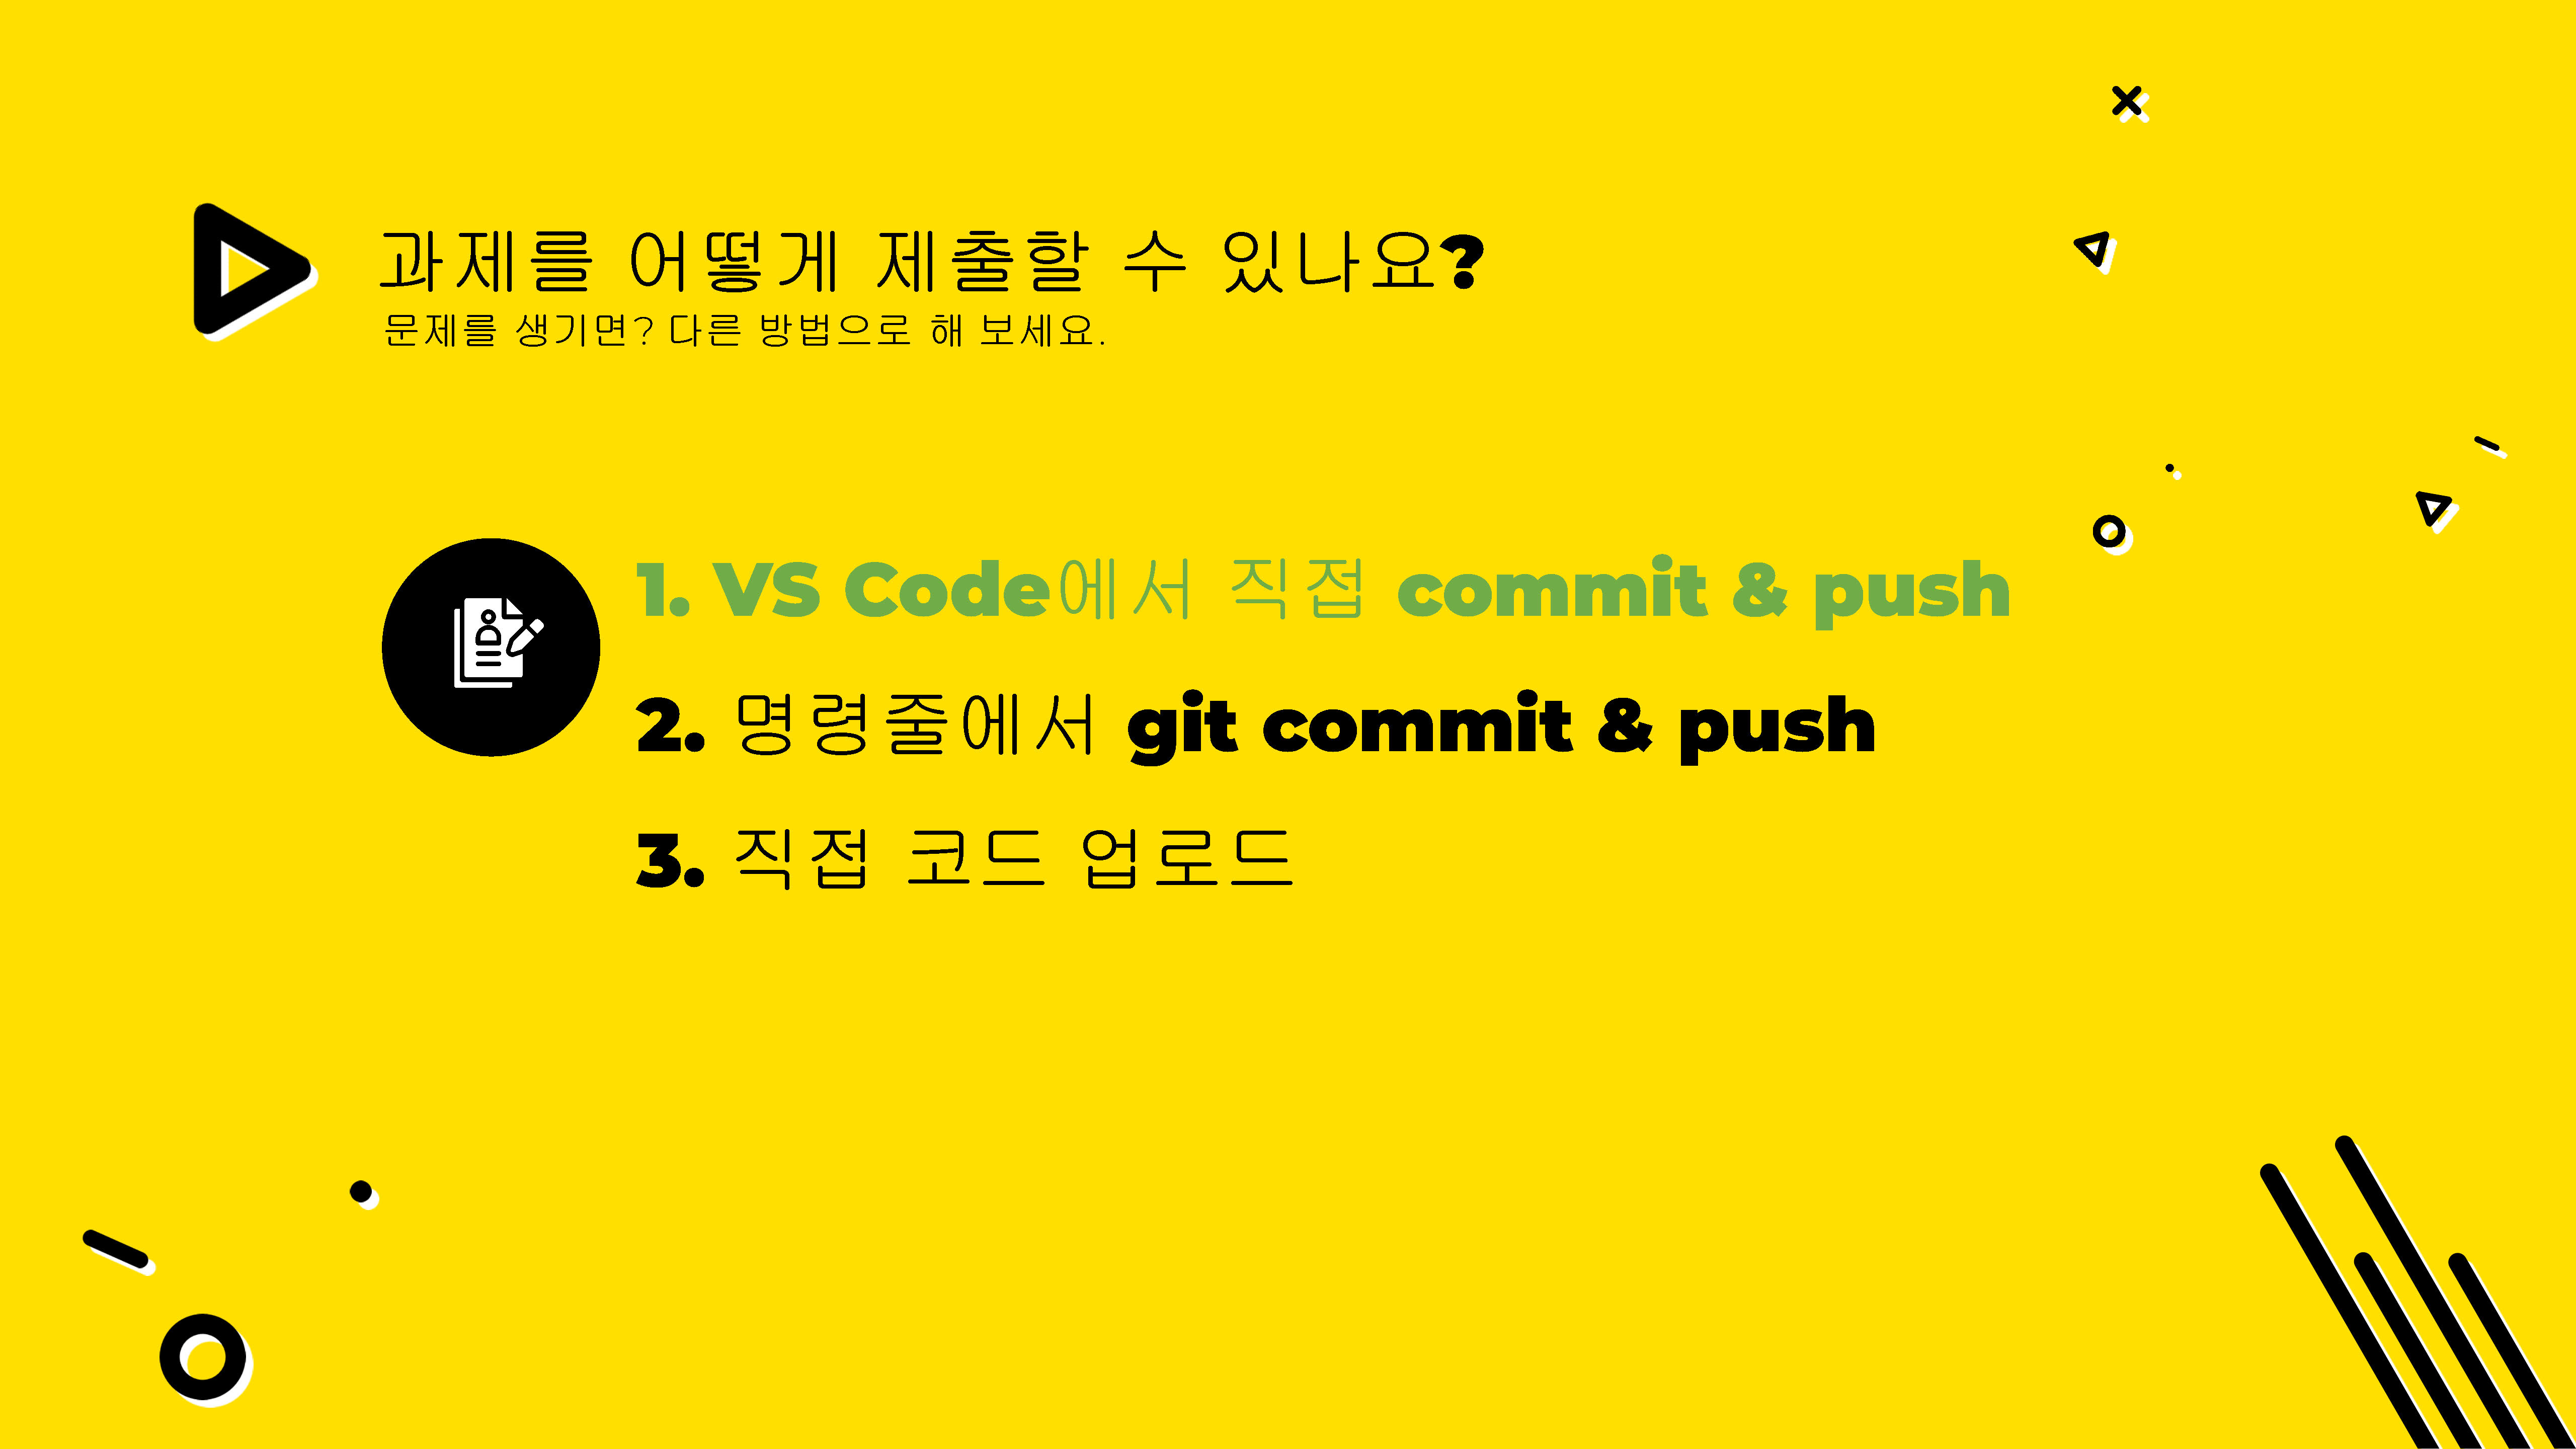 과제를 어떻게 제출할 수 있나요?
문제를 생기면? 다른 방법으로 해 보세요.
1. VS Code에서 직접 commit & push
2. 명령줄에서 git commit & push
3. 직접 코드 업로드